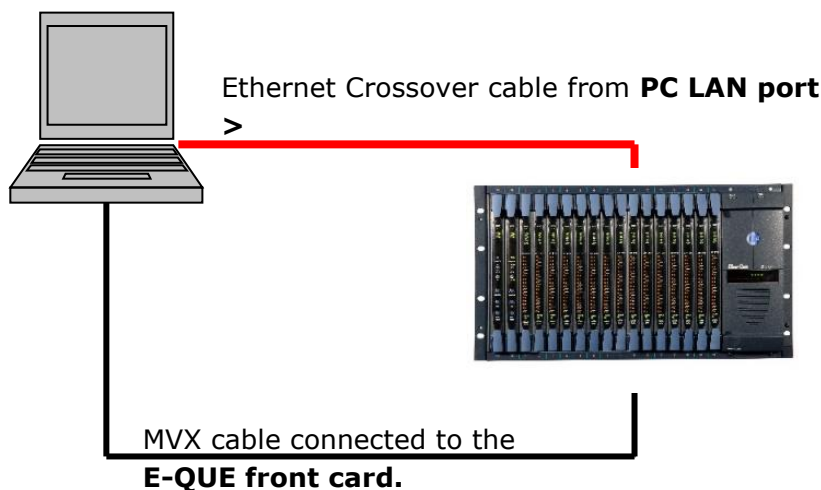 Ethernet Crossover cable from PC LAN port
>
MVX cable connected to the
E-QUE front card.